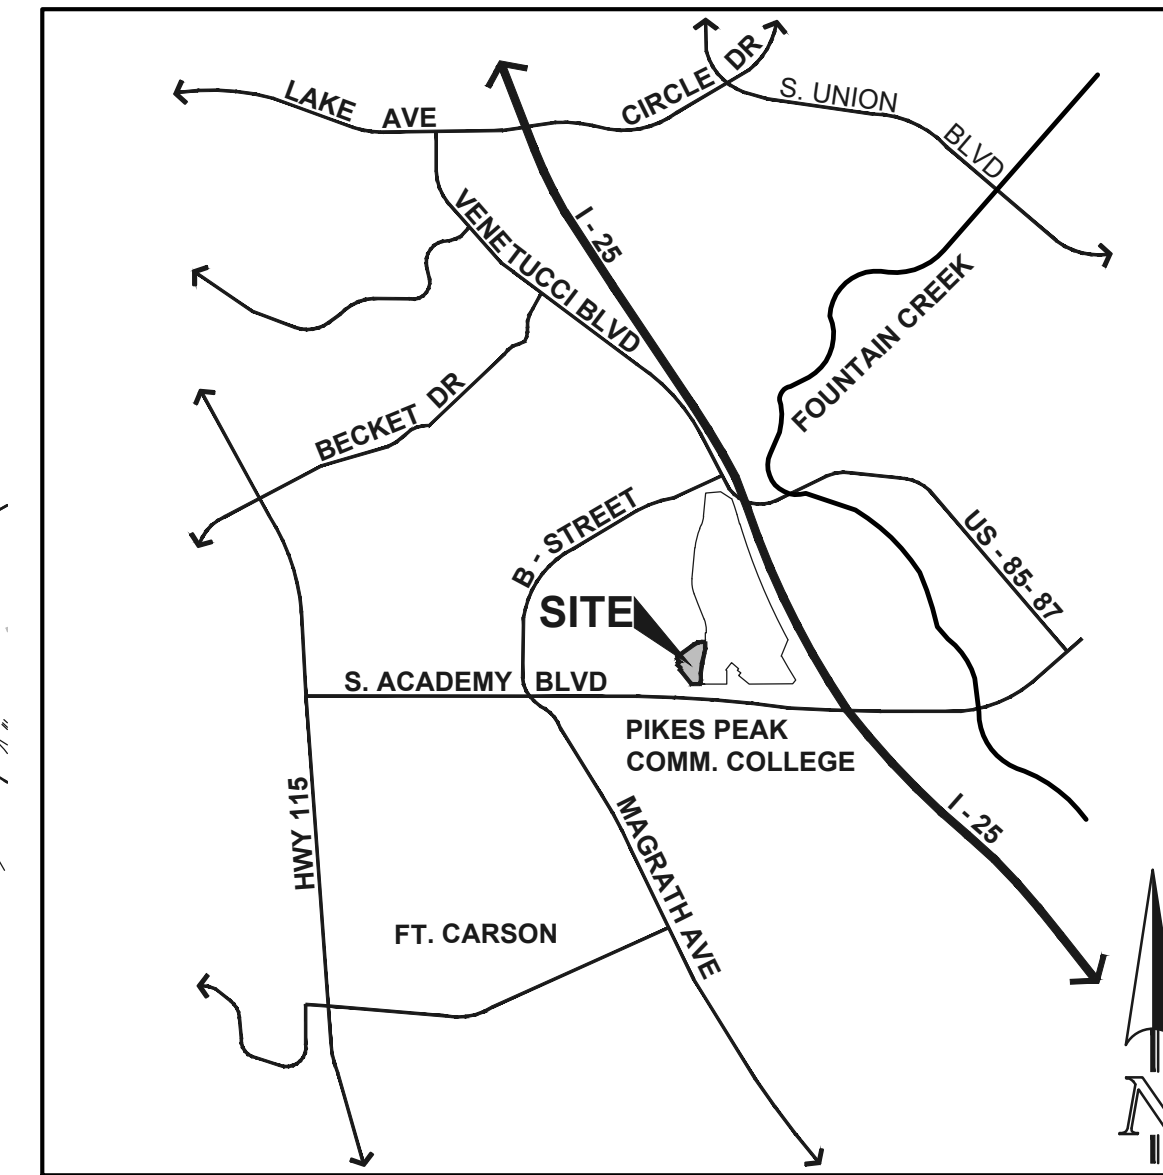 CIRCLE DR
S. UNION
BLVD
LAKE AVE
VENETUCCI BLVD
I - 25
FOUNTAIN CREEK
BECKET DR
B - STREET
US - 85- 87
SITE
S. ACADEMY BLVD
PIKES PEAK
COMM. COLLEGE
HWY 115
MAGRATH AVE
I - 25
FT. CARSON
N